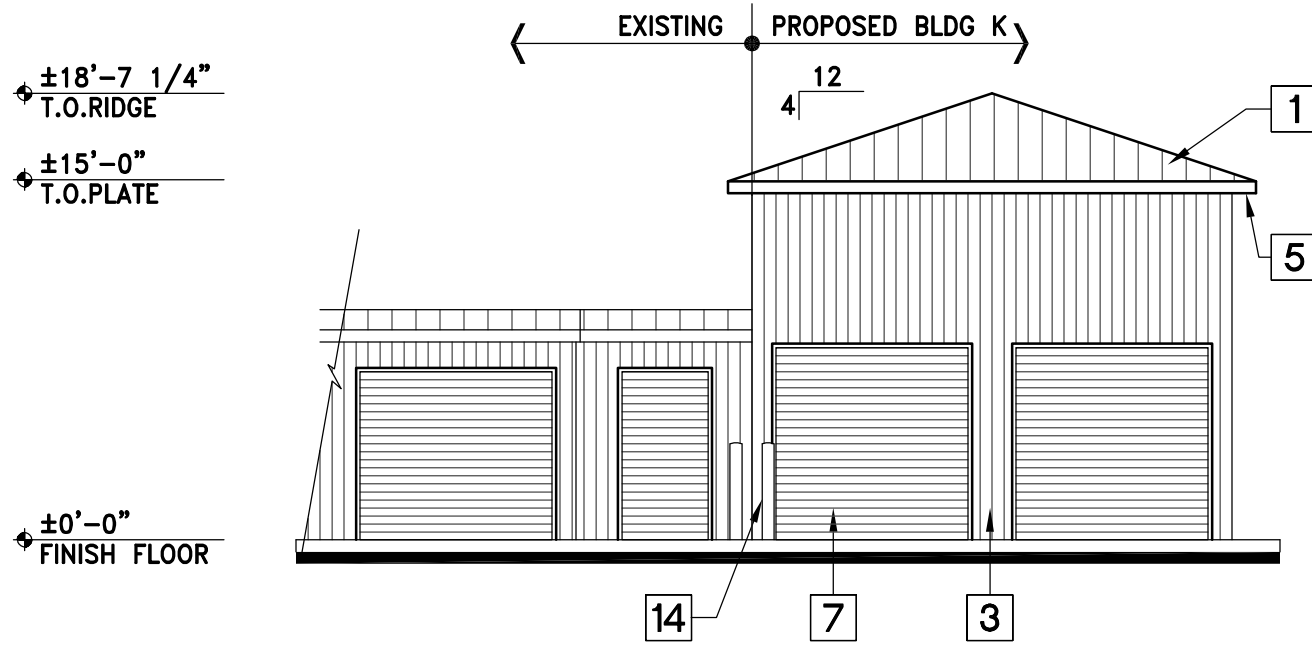 EXISTING
PROPOSED BLDG K
±18'-7 1/4"
T.O.RIDGE
12
4
1
±15'-0"
T.O.PLATE
5
±0'-0"
FINISH FLOOR
14
7
3